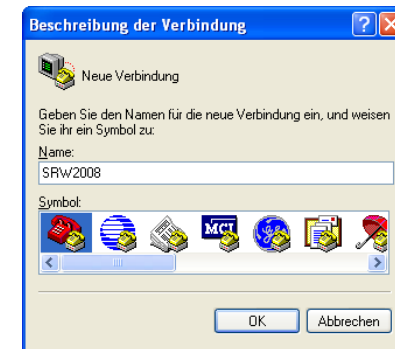 Beschreibung der Verbindung
Neue Verbindung
Geben Sie den Namen für die neue Verbindung ein, und weisen
Sie ihr ein Symbol zu:
Name:
SRW2008
Symbol:
MCI
OK Abbrechen